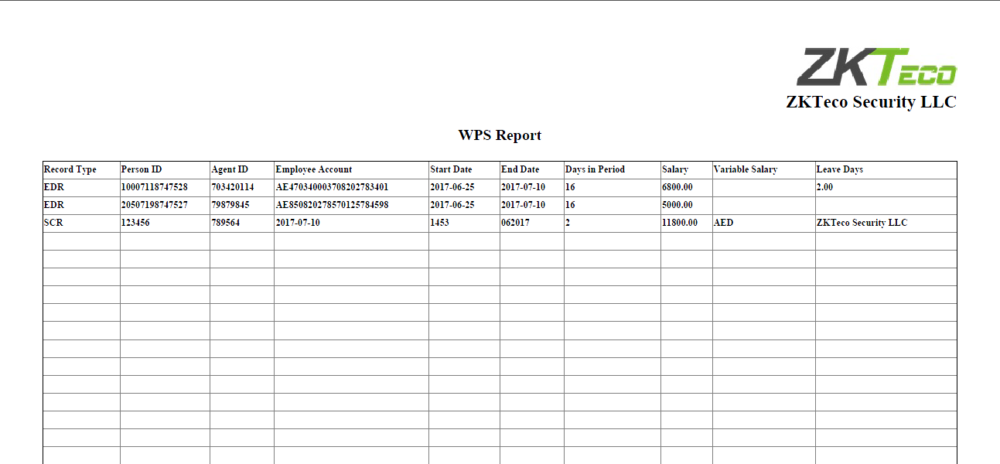 ZKTECO
ZKTeco Security LLC
WPS Report
Record Type Person ID Agent ID Employee Account Start Date End Date Days in Period Salary Variable Salary Leave Days
EDR 10007118747528 703420114 AE470340003708202783401 2017-06-25 2017-07-10 16 6800.00 2.00
EDR 20507198747527 79879845 AE850820278570125784598 2017-06-25 2017-07-10 16 5000.00
SCR 123456 789564 2017-07-10 1453 062017 2 11800.00 AED ZKTeco Security LLC